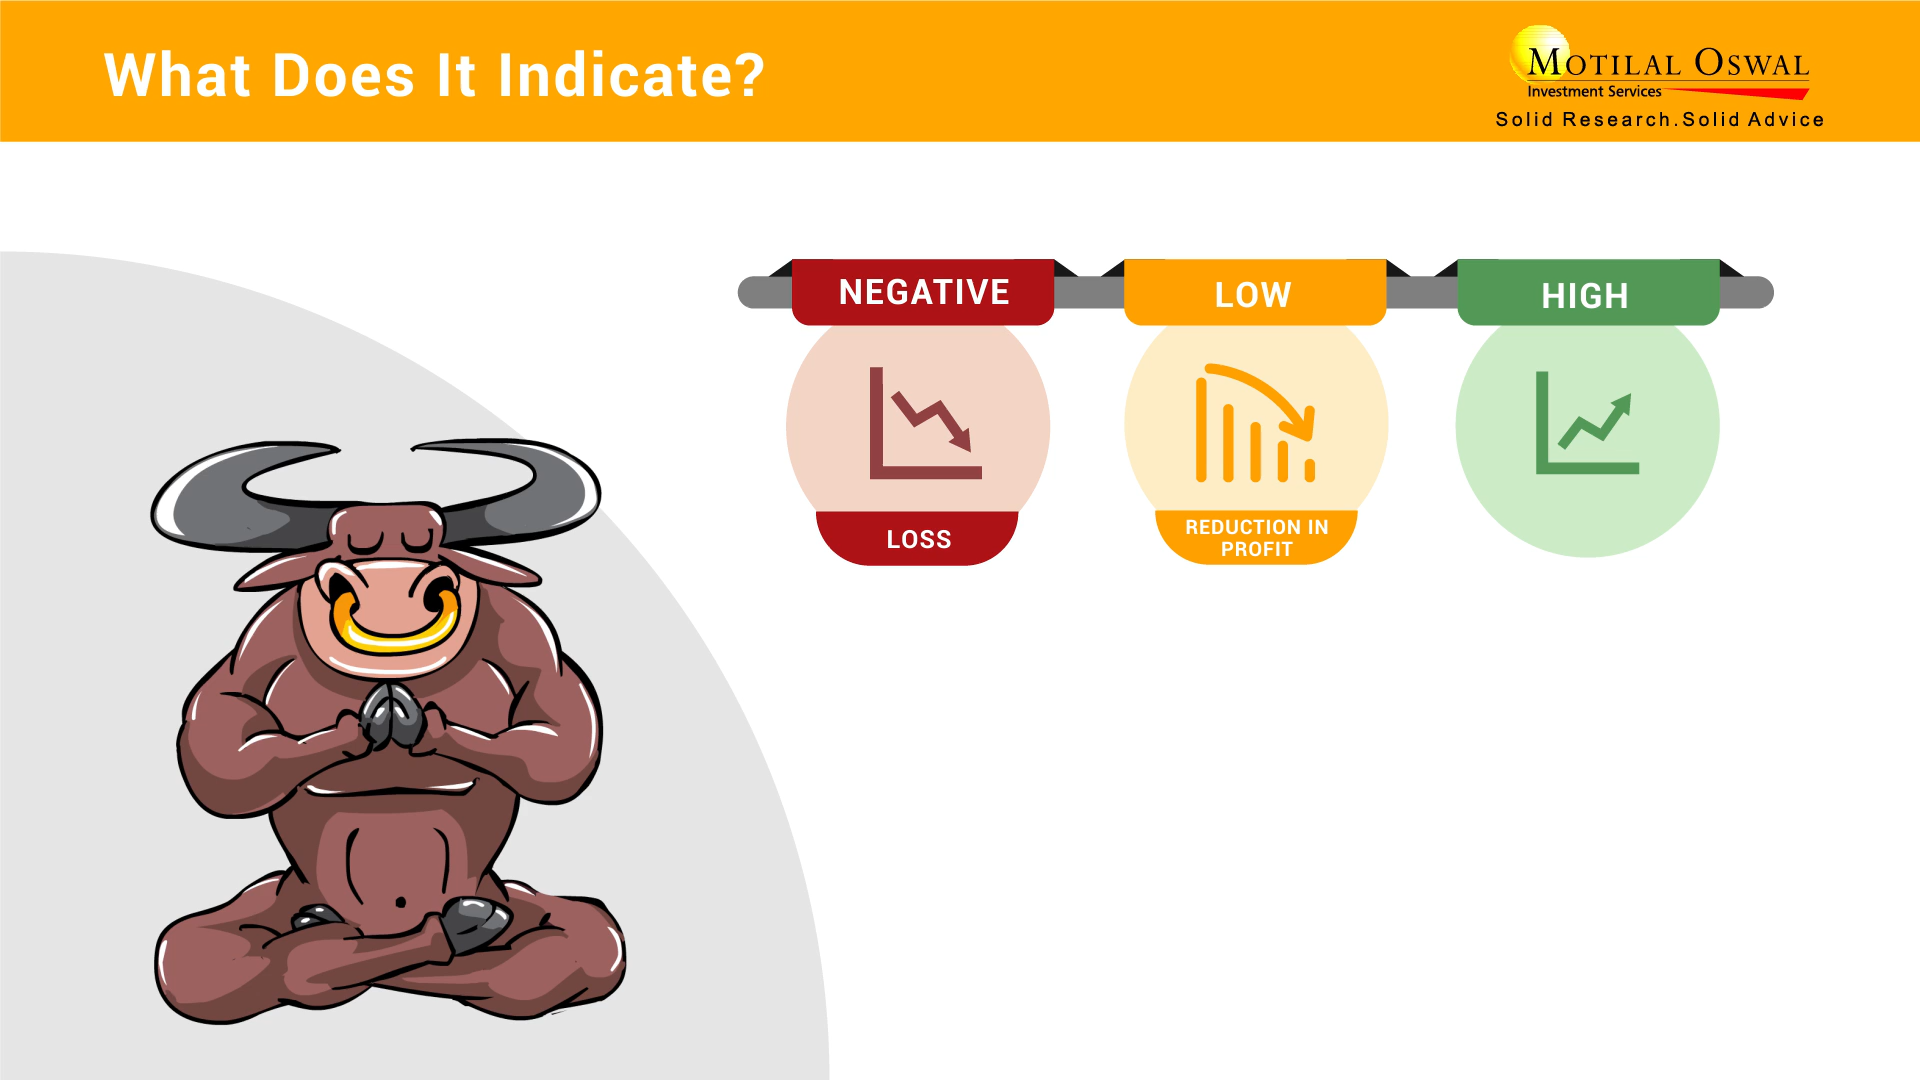 What Does It Indicate?
MOTILAL OSWAL
Investment Services
Solid Research.Solid Advice
NEGATIVE
LOW
HIGH
LOSS
REDUCTION IN
PROFIT